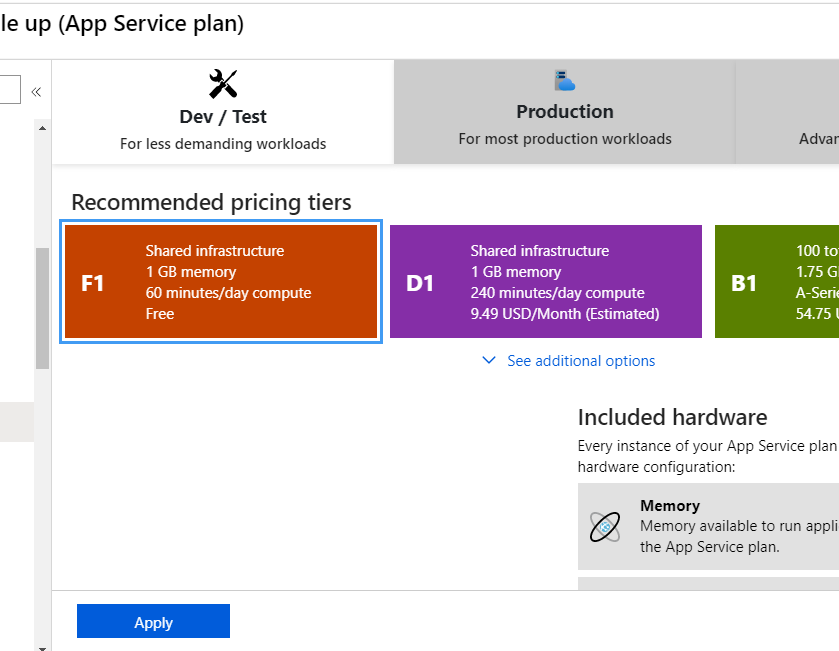 le up (App Service plan)
«
Dev / Test
For less demanding workloads
Production
For most production workloads
Recommended pricing tiers
F1
Shared infrastructure
1 GB memory
60 minutes/day compute
Free
D1
Shared infrastructure
1 GB memory
240 minutes/day compute
9.49 USD/Month (Estimated)
B1
100 to
1.75 G
54.75
See additional options
Included hardware
Every instance of your App Service plan
hardware configuration:
Memory
Memory available to run appli
the App Service plan.
Apply